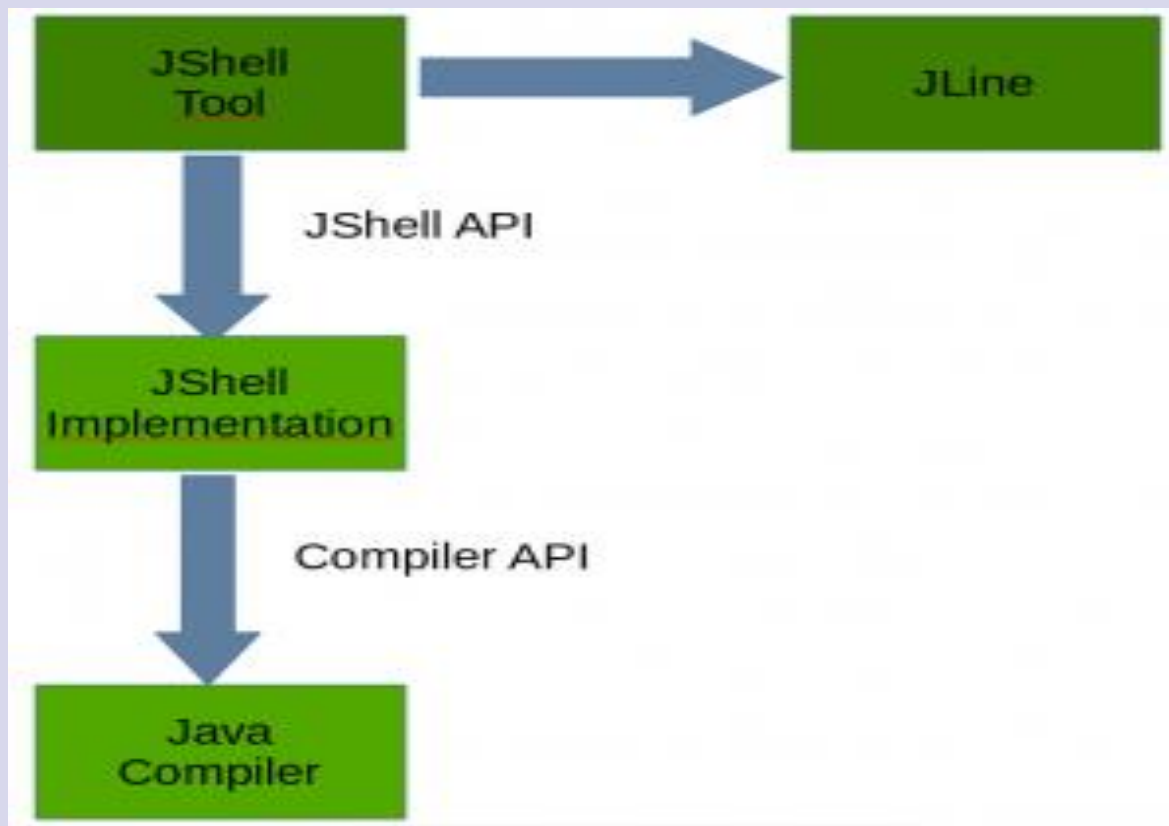 JShell
Tool
JLine
JShell API
JShell
Implementation
Compiler API
Java
Compiler